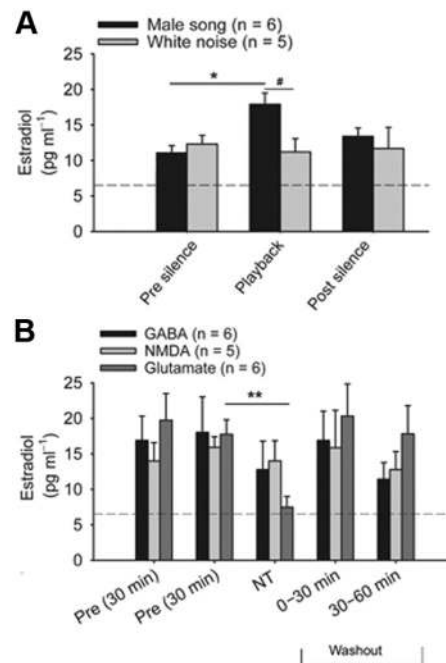 A
Male song (n = 6)
White noise (n = 5)
25
20
15
10
5
0
Estradiol
(pg ml⁻¹)
*
#
Pre silence
Playback
Post silence
B
GABA (n = 6)
NMDA (n = 5)
Glutamate (n = 6)
25
20
15
10
5
0
Estradiol
(pg ml⁻¹)
**
Pre (30 min)
Pre (30 min)
NT
0–30 min
30–60 min
Washout